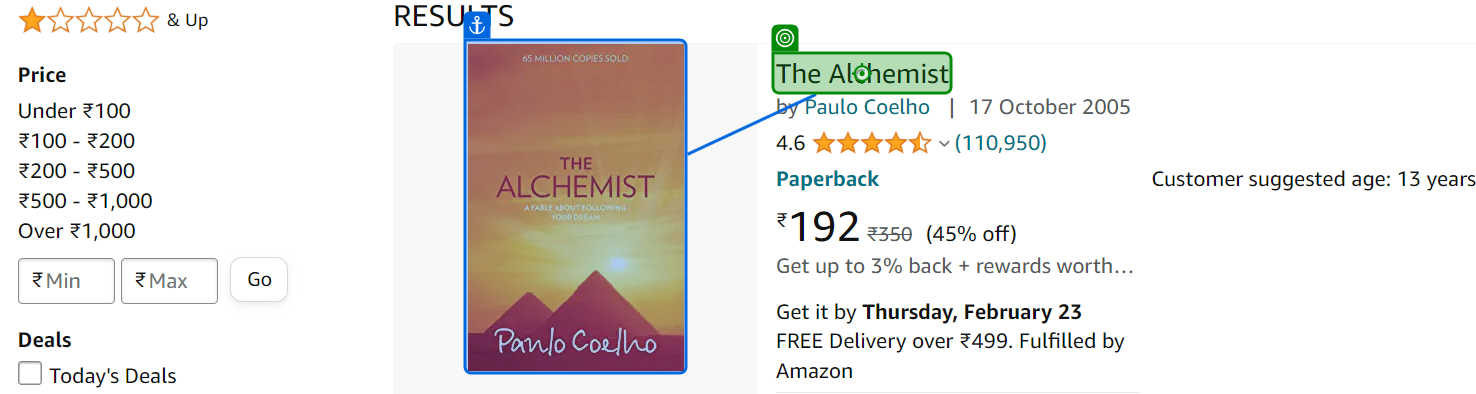 & Up
Price
Under ₹100
₹100 - ₹200
₹200 - ₹500
₹500 - ₹1,000
Over ₹1,000
₹ Min ₹ Max Go
Deals
Today's Deals
RESULTS
65 MILLION COPIES SOLD
THE
ALCHEMIST
A FABLE ABOUT FOLLOWING
YOUR DREAM
Paulo Coelho
The Alchemist
by Paulo Coelho | 17 October 2005
4.6 (110,950)
Paperback
₹192 ₹350 (45% off)
Get up to 3% back + rewards worth…
Get it by Thursday, February 23
FREE Delivery over ₹499. Fulfilled by
Amazon
Customer suggested age: 13 years